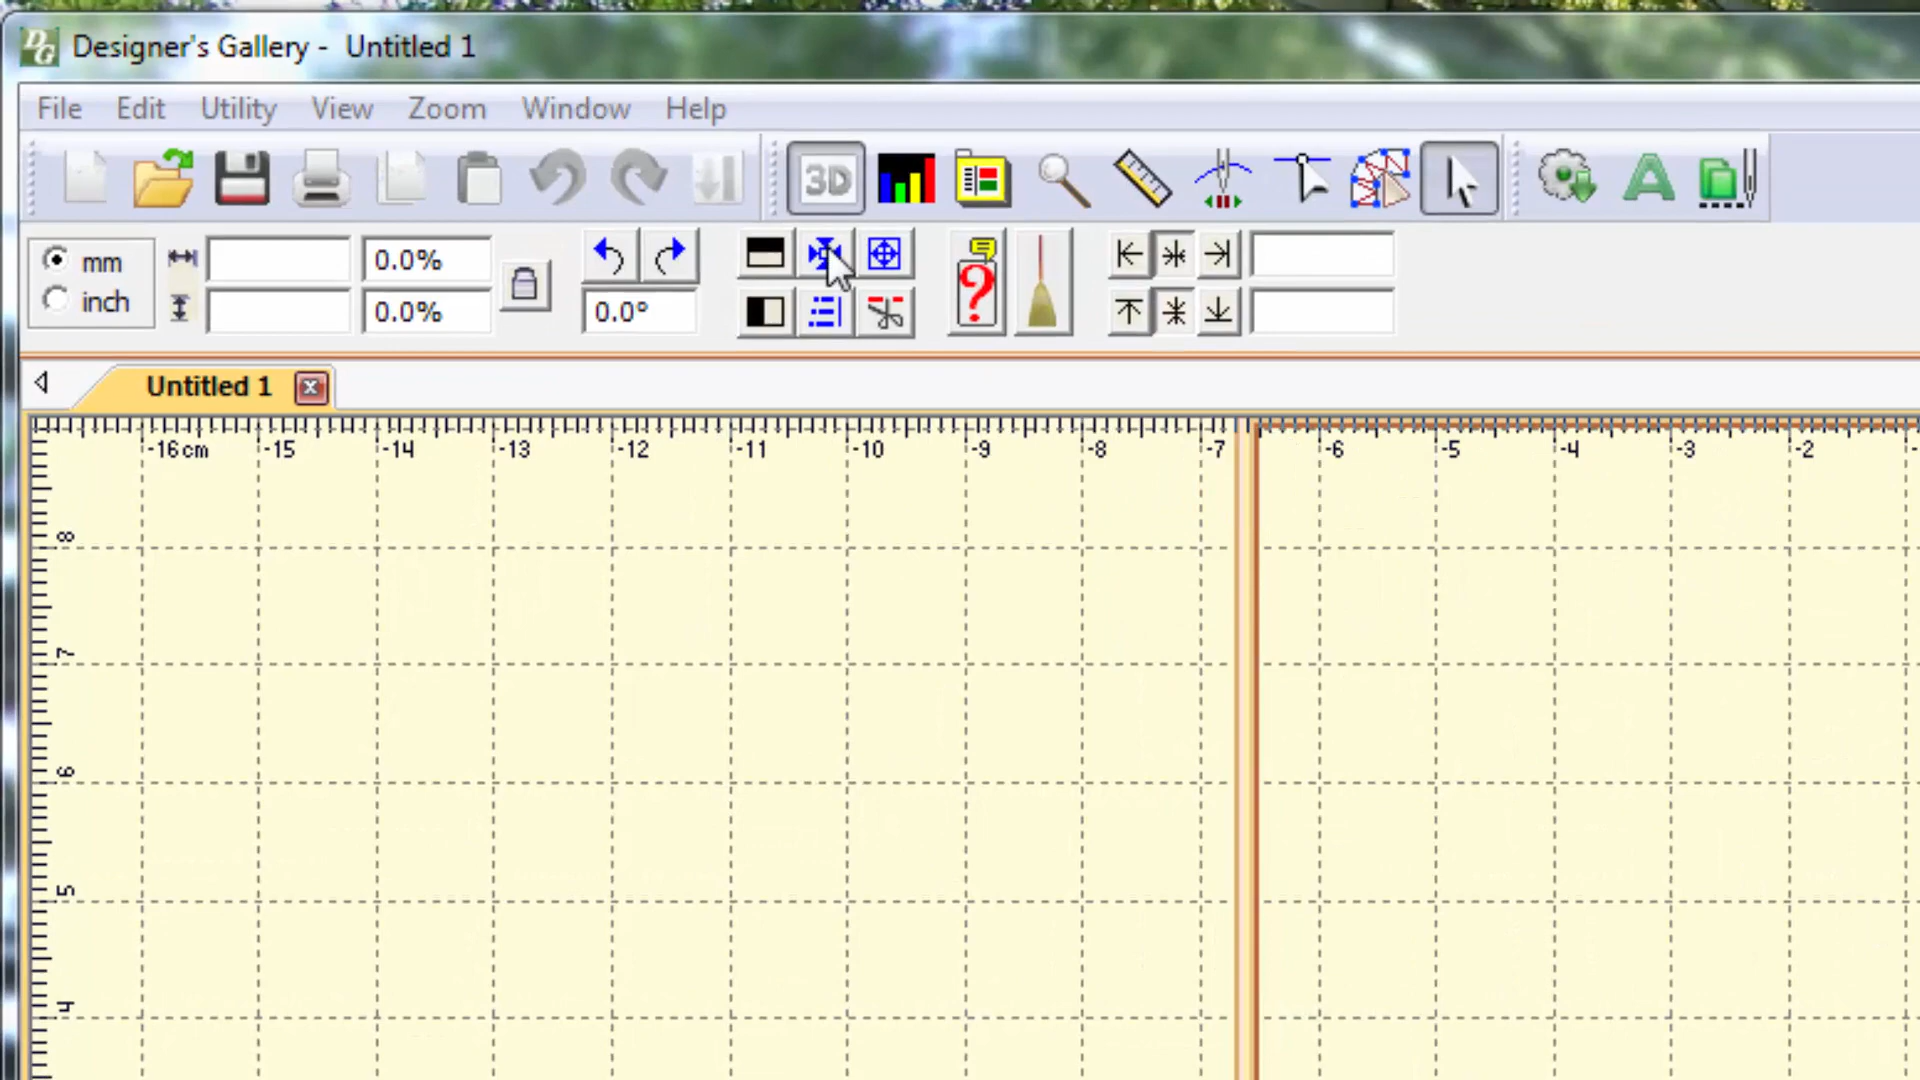 DG Designer's Gallery - Untitled 1
File Edit Utility View Zoom Window Help
3D A
mm 0.0%
inch 0.0% 0.0°
?
Untitled 1 x
-16cm -15 -14 -13 -12 -11 -10 -9 -8 -7 -6 -5 -4 -3 -2
8
7
6
5
4